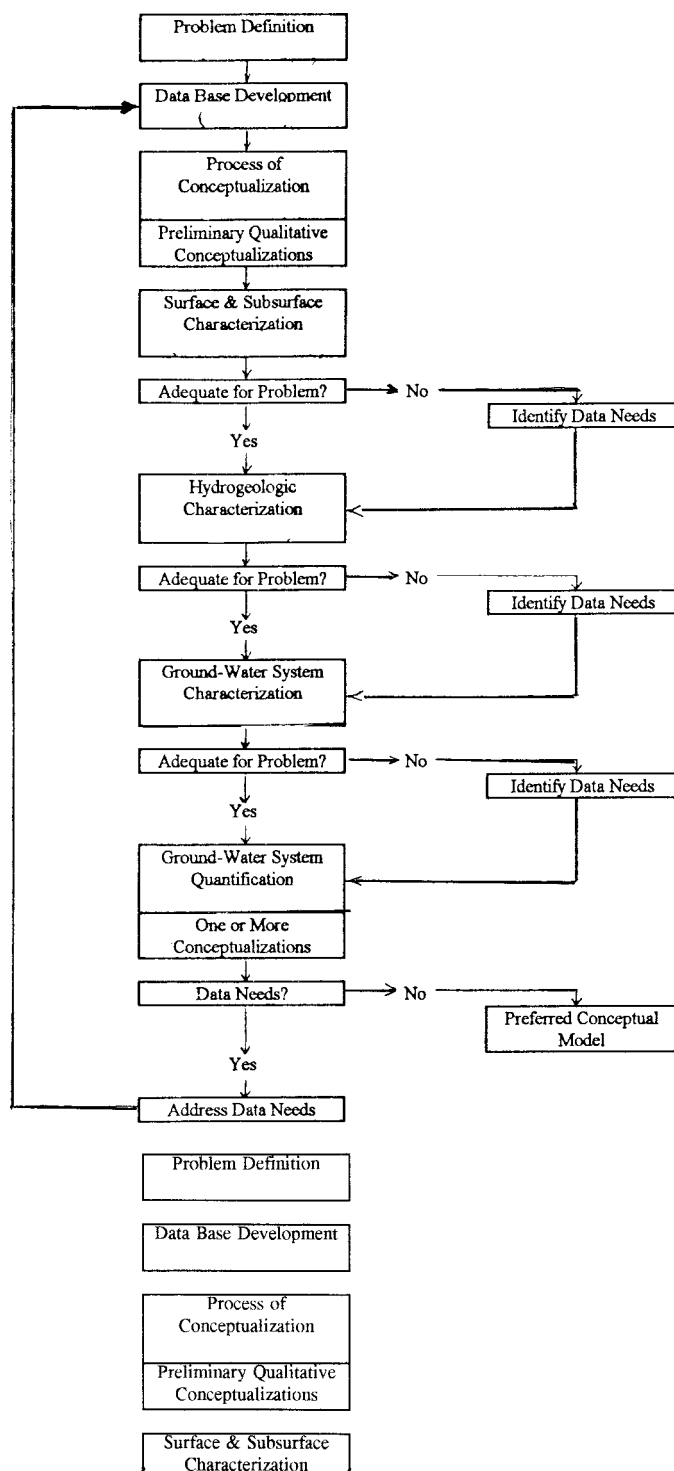 Problem Definition
Data Base Development
Process of
Conceptualization
Preliminary Qualitative
Conceptualizations
Surface & Subsurface
Characterization
Adequate for Problem?
No
Identify Data Needs
Yes
Hydrogeologic
Characterization
Adequate for Problem?
No
Identify Data Needs
Yes
Ground-Water System
Characterization
Adequate for Problem?
No
Identify Data Needs
Yes
Ground-Water System
Quantification
One or More
Conceptualizations
Data Needs?
No
Preferred Conceptual
Model
Yes
Address Data Needs
Problem Definition
Data Base Development
Process of
Conceptualization
Preliminary Qualitative
Conceptualizations
Surface & Subsurface
Characterization